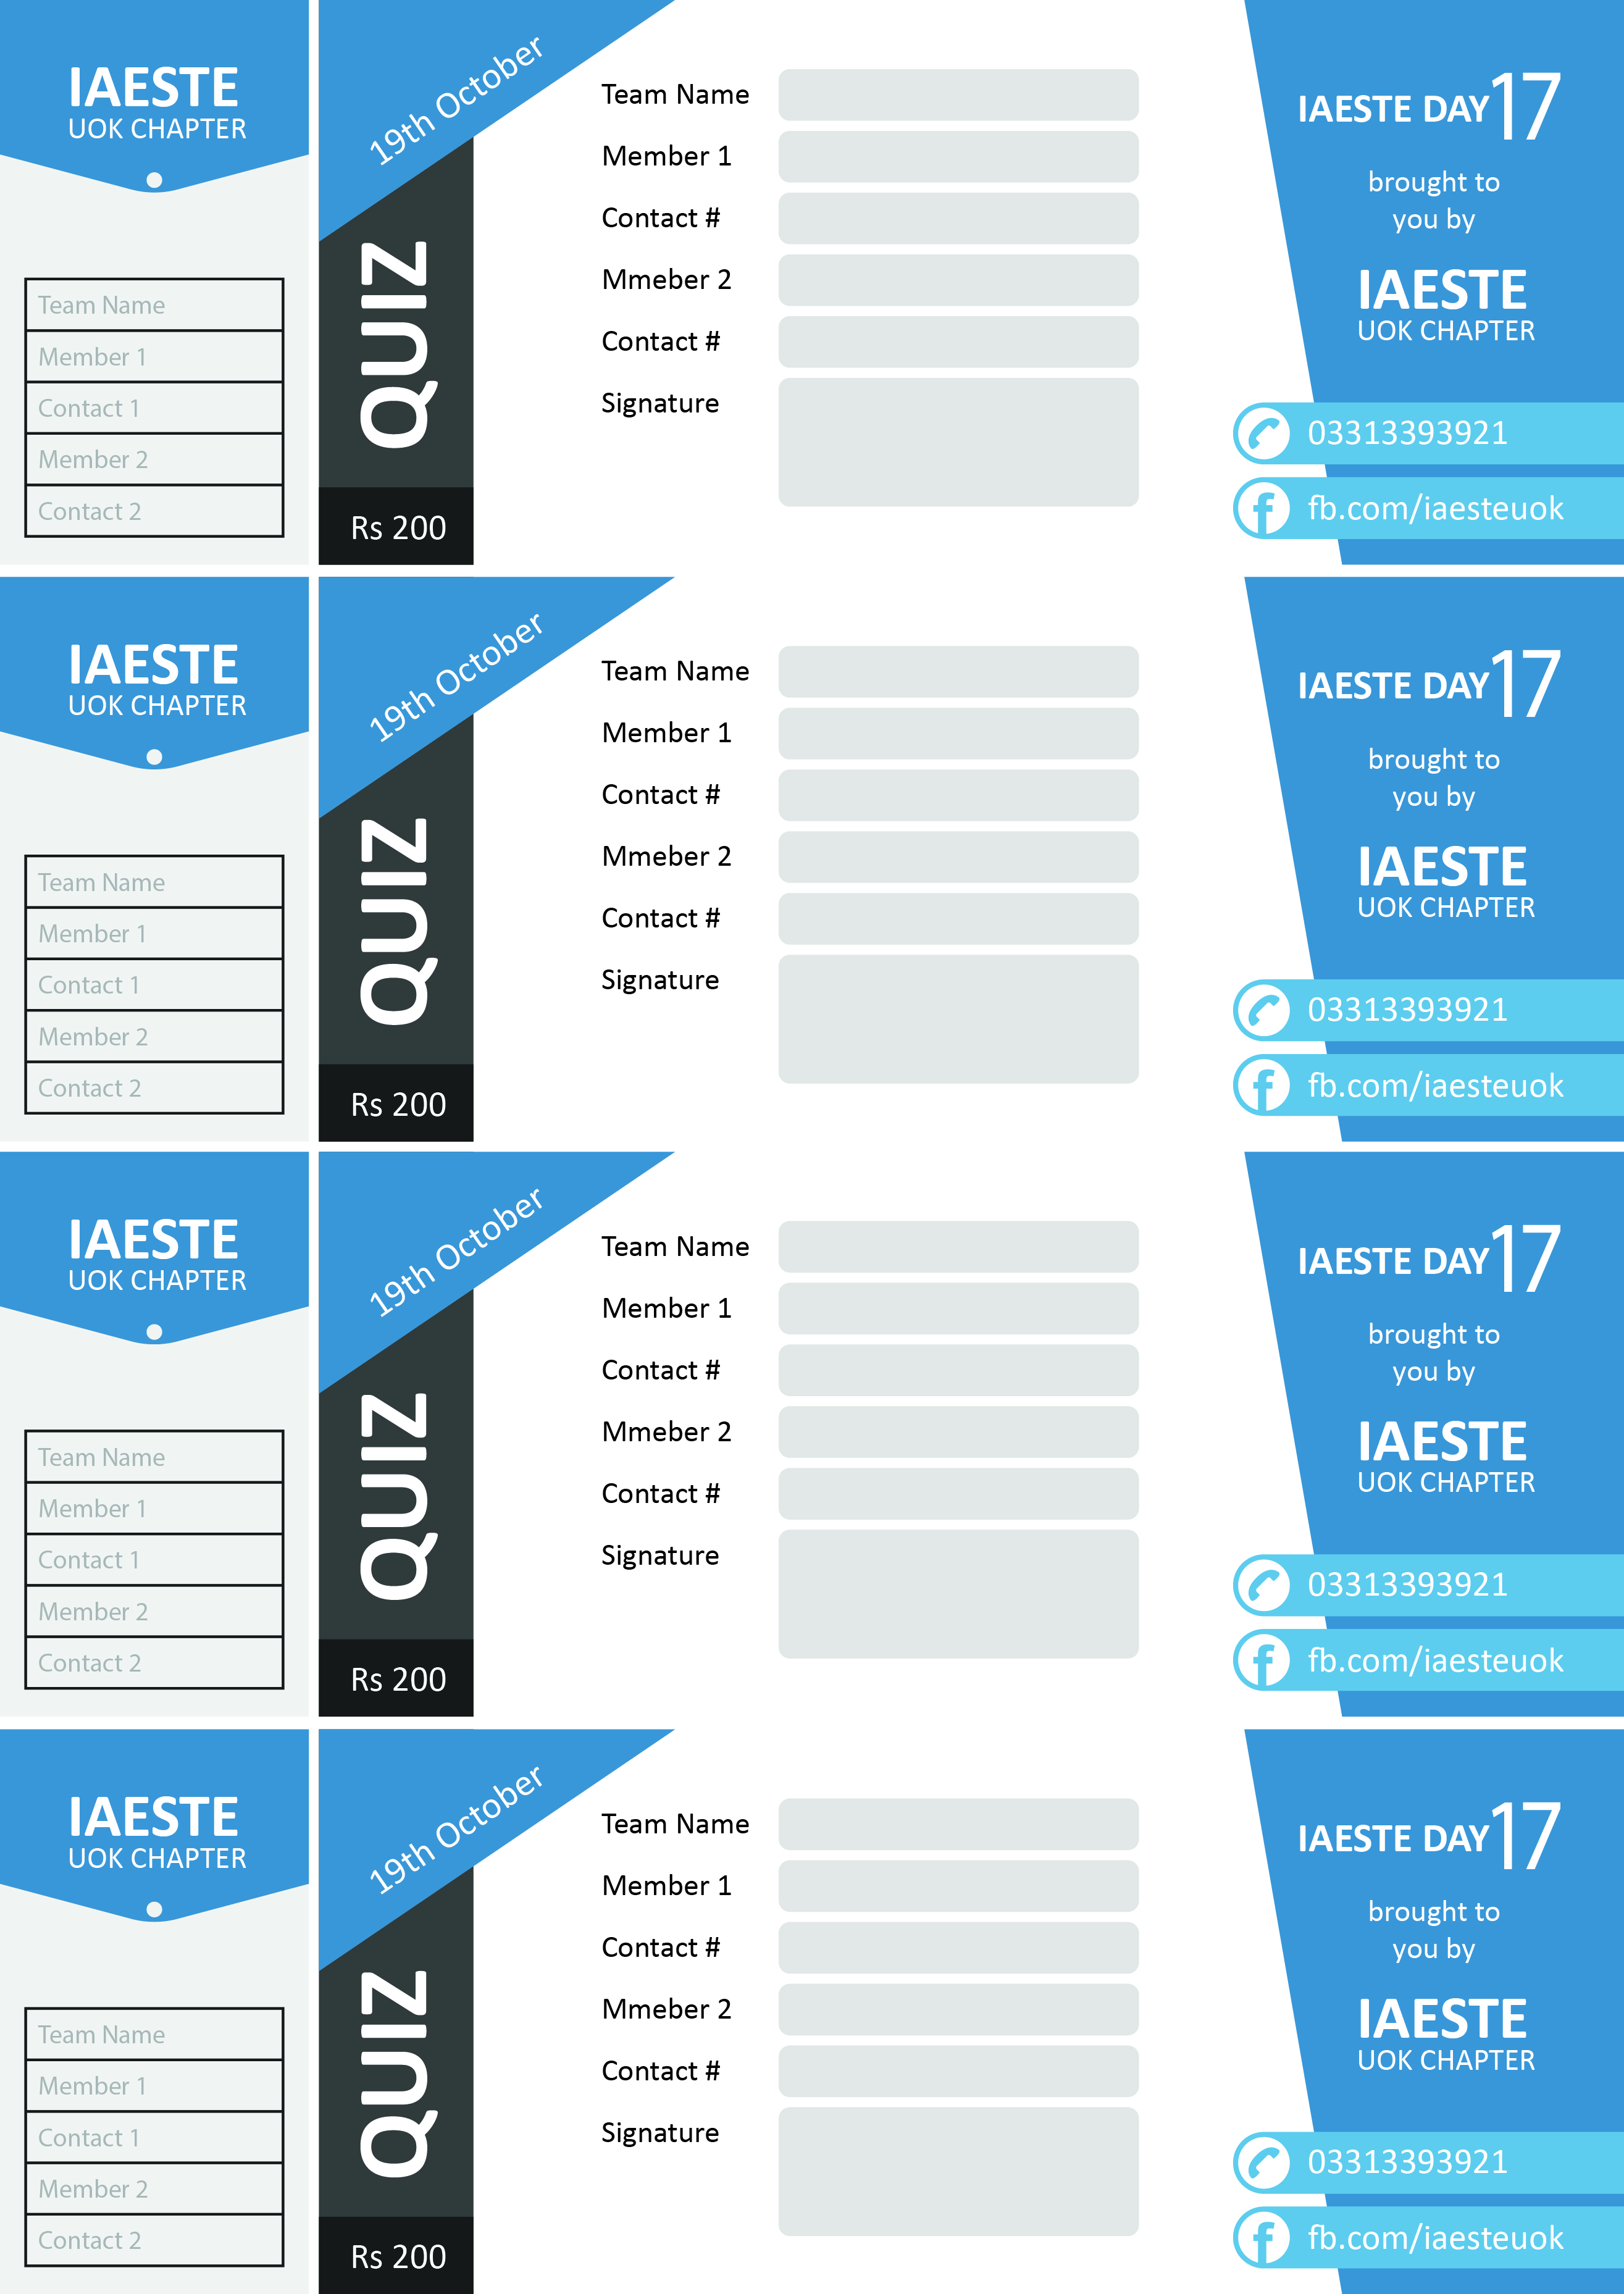 IAESTE
UOK CHAPTER
Team Name
Member 1
Contact 1
Member 2
Contact 2
19th October
QUIZ
Rs 200
Team Name
Member 1
Contact #
Mmeber 2
Contact #
Signature
IAESTE DAY 17
brought to
you by
IAESTE
UOK CHAPTER
03313393921
fb.com/iaesteuok
IAESTE
UOK CHAPTER
Team Name
Member 1
Contact 1
Member 2
Contact 2
19th October
QUIZ
Rs 200
Team Name
Member 1
Contact #
Mmeber 2
Contact #
Signature
IAESTE DAY 17
brought to
you by
IAESTE
UOK CHAPTER
03313393921
fb.com/iaesteuok
IAESTE
UOK CHAPTER
Team Name
Member 1
Contact 1
Member 2
Contact 2
19th October
QUIZ
Rs 200
Team Name
Member 1
Contact #
Mmeber 2
Contact #
Signature
IAESTE DAY 17
brought to
you by
IAESTE
UOK CHAPTER
03313393921
fb.com/iaesteuok
IAESTE
UOK CHAPTER
Team Name
Member 1
Contact 1
Member 2
Contact 2
19th October
QUIZ
Rs 200
Team Name
Member 1
Contact #
Mmeber 2
Contact #
Signature
IAESTE DAY 17
brought to
you by
IAESTE
UOK CHAPTER
03313393921
fb.com/iaesteuok